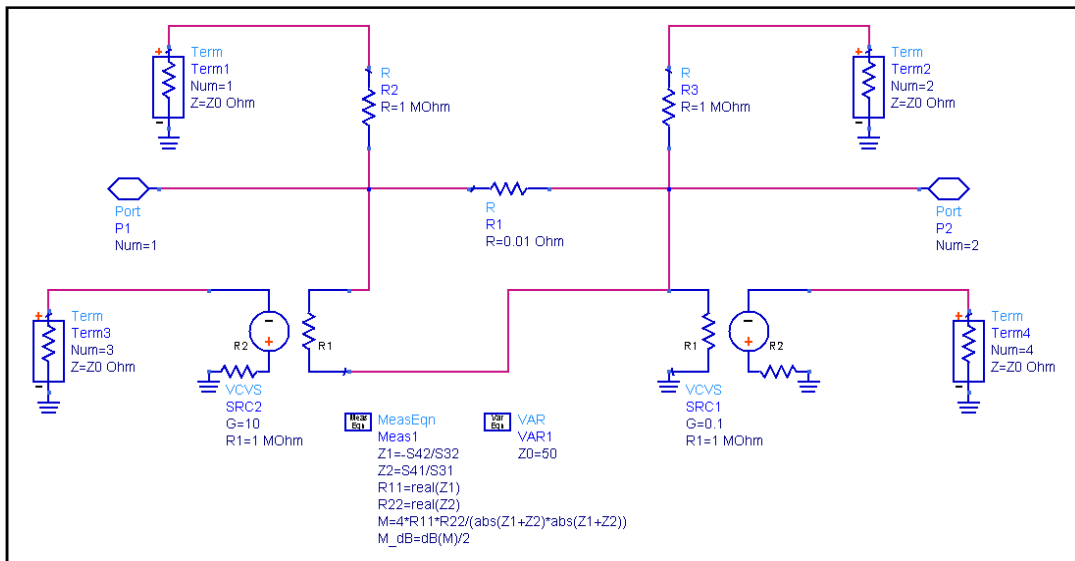 +
Term
Term1
Num=1
Z=Z0 Ohm
-
R
R2
R=1 MOhm
R
R3
R=1 MOhm
+
Term
Term2
Num=2
Z=Z0 Ohm
-
Port
P1
Num=1
R
R1
R=0.01 Ohm
Port
P2
Num=2
+
Term
Term3
Num=3
Z=Z0 Ohm
-
-
+
R2
R1
VCVS
SRC2
G=10
R1=1 MOhm
R1
-
+
R2
VCVS
SRC1
G=0.1
R1=1 MOhm
+
Term
Term4
Num=4
Z=Z0 Ohm
-
Meas
Eqn
MeasEqn
Meas1
Z1=-S42/S32
Z2=S41/S31
R11=real(Z1)
R22=real(Z2)
M=4*R11*R22/(abs(Z1+Z2)*abs(Z1+Z2))
M_dB=dB(M)/2
Var
Eqn
VAR
VAR1
Z0=50